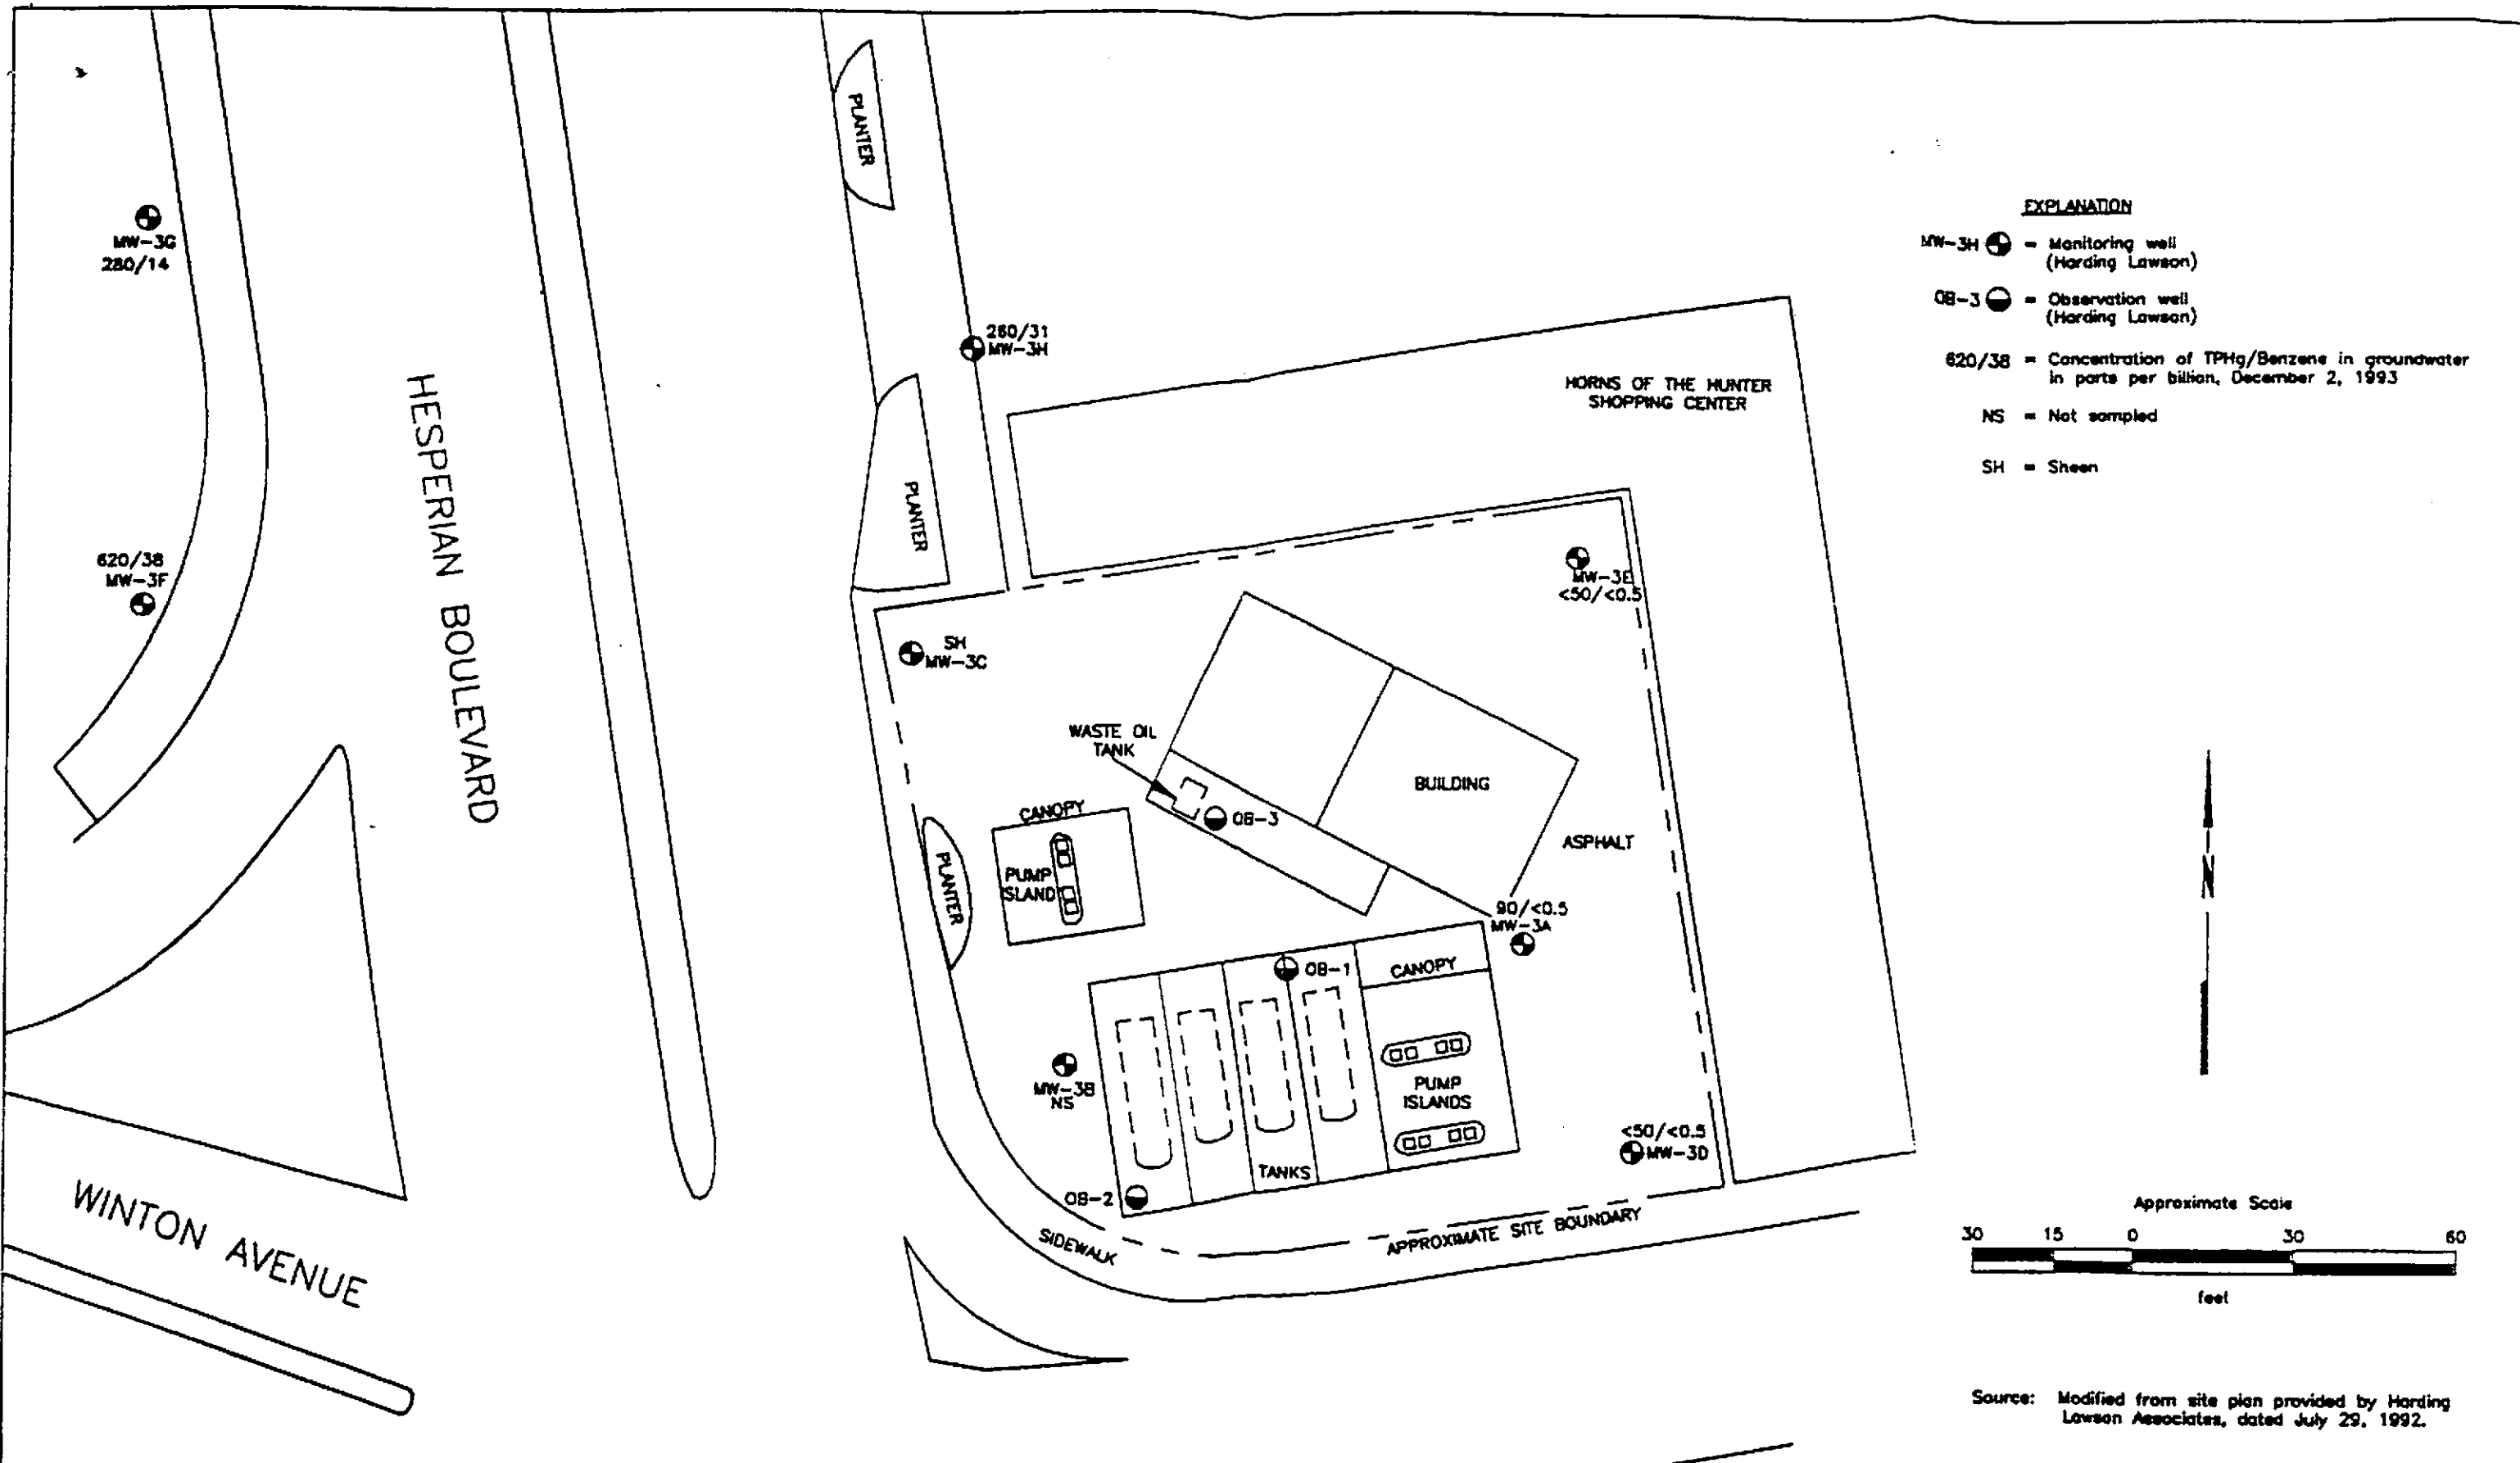 PLANTER
EXPLANATION
MW-3G
280/14
MW-3H = Monitoring well
(Harding Lawson)
OB-3 = Observation well
(Harding Lawson)
260/31
MW-3H
620/38 = Concentration of TPHg/Benzene in groundwater
in parts per billion, December 2, 1993
HORNS OF THE HUNTER
SHOPPING CENTER
NS = Not sampled
SH = Sheen
HESPERIAN BOULEVARD
PLANTER
620/38
MW-3F
MW-3E
<50/<0.5
SH
MW-3C
WASTE OIL
TANK
BUILDING
CANOPY
OB-3
ASPHALT
PLANTER
PUMP
ISLAND
90/<0.5
MW-3A
N
OB-1
CANOPY
MW-3B
NS
PUMP
ISLANDS
<50/<0.5
MW-3D
TANKS
OB-2
WINTON AVENUE
SIDEWALK
APPROXIMATE SITE BOUNDARY
Approximate Scale
30 15 0 30 60
feet
Source: Modified from site plan provided by Harding
Lawson Associates, dated July 29, 1992.